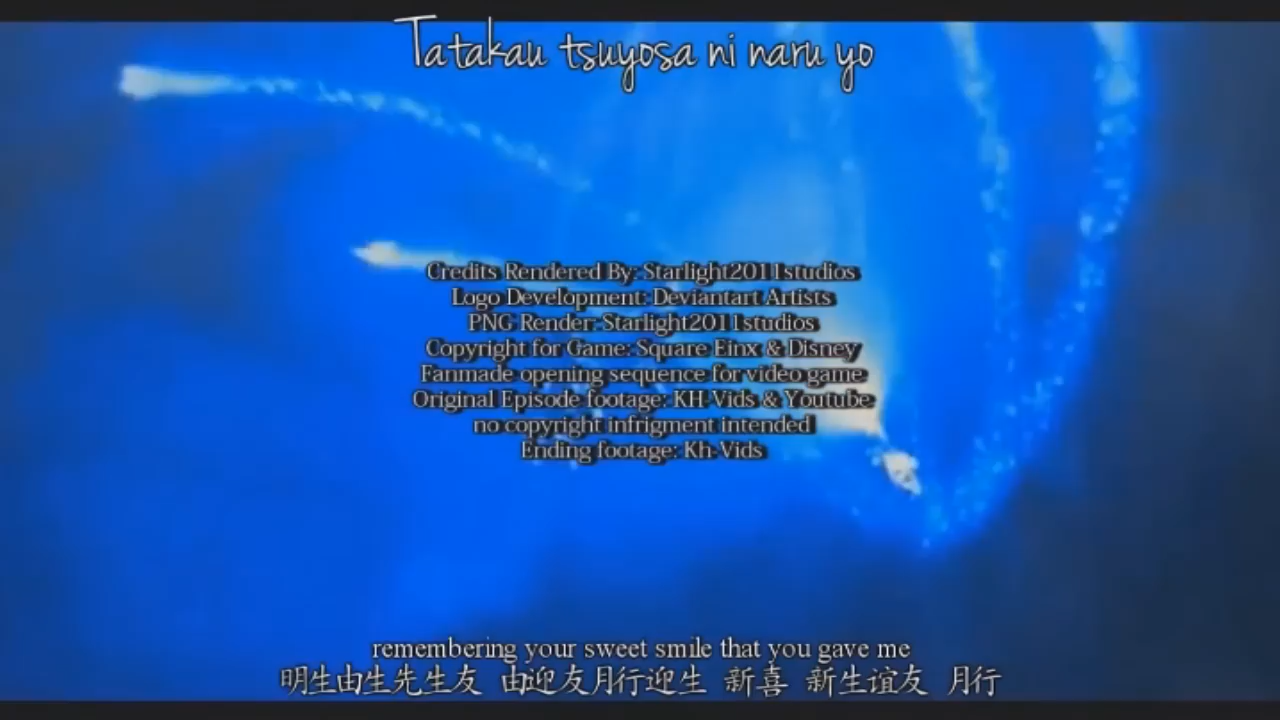 Tatakau tsuyosa ni naru yo
Credits Rendered By: Starlight2011studios
Logo Development: Deviantart Artists
PNG Render: Starlight2011studios
Copyright for Game: Square Einx & Disney
Fanmade opening sequence for video game
Original Episode footage: KH-Vids & Youtube
no copyright infrigment intended
Ending footage: Kh-Vids
remembering your sweet smile that you gave me
明生由生先生友 由迎友月行迎生 新喜 新生谊友 月行